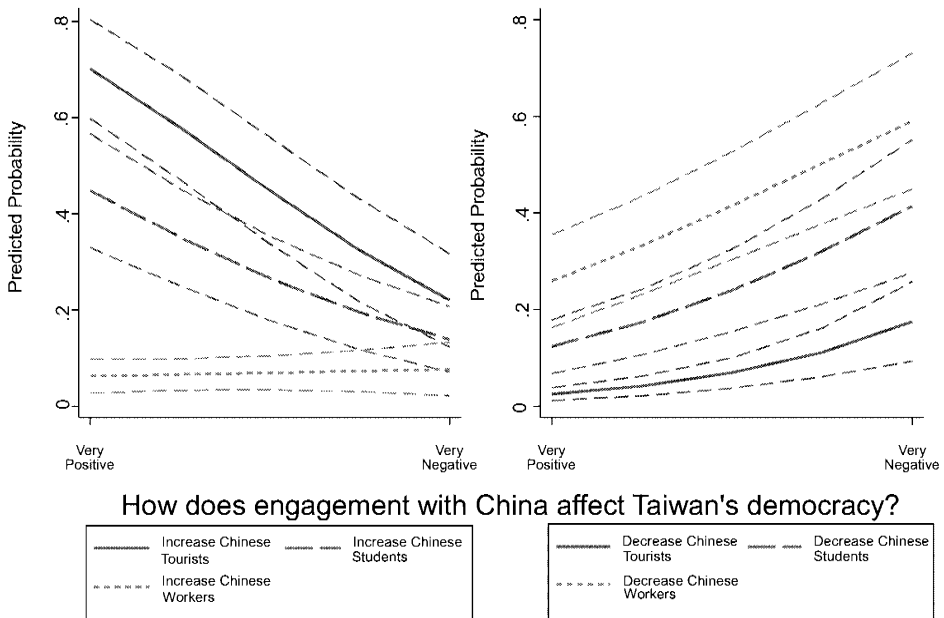 Predicted Probability
.8
.6
.4
.2
0
Very
Positive
Very
Negative
Predicted Probability
.8
.6
.4
.2
0
Very
Positive
Very
Negative
How does engagement with China affect Taiwan's democracy?
Increase Chinese
Tourists
Increase Chinese
Students
Increase Chinese
Workers
Decrease Chinese
Tourists
Decrease Chinese
Students
Decrease Chinese
Workers